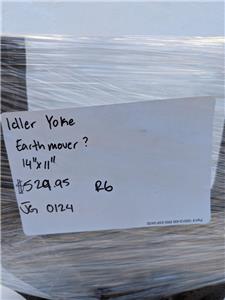 Idler Yoke
Earthmover?
14"x11"
$529.95 R6
JG 0124